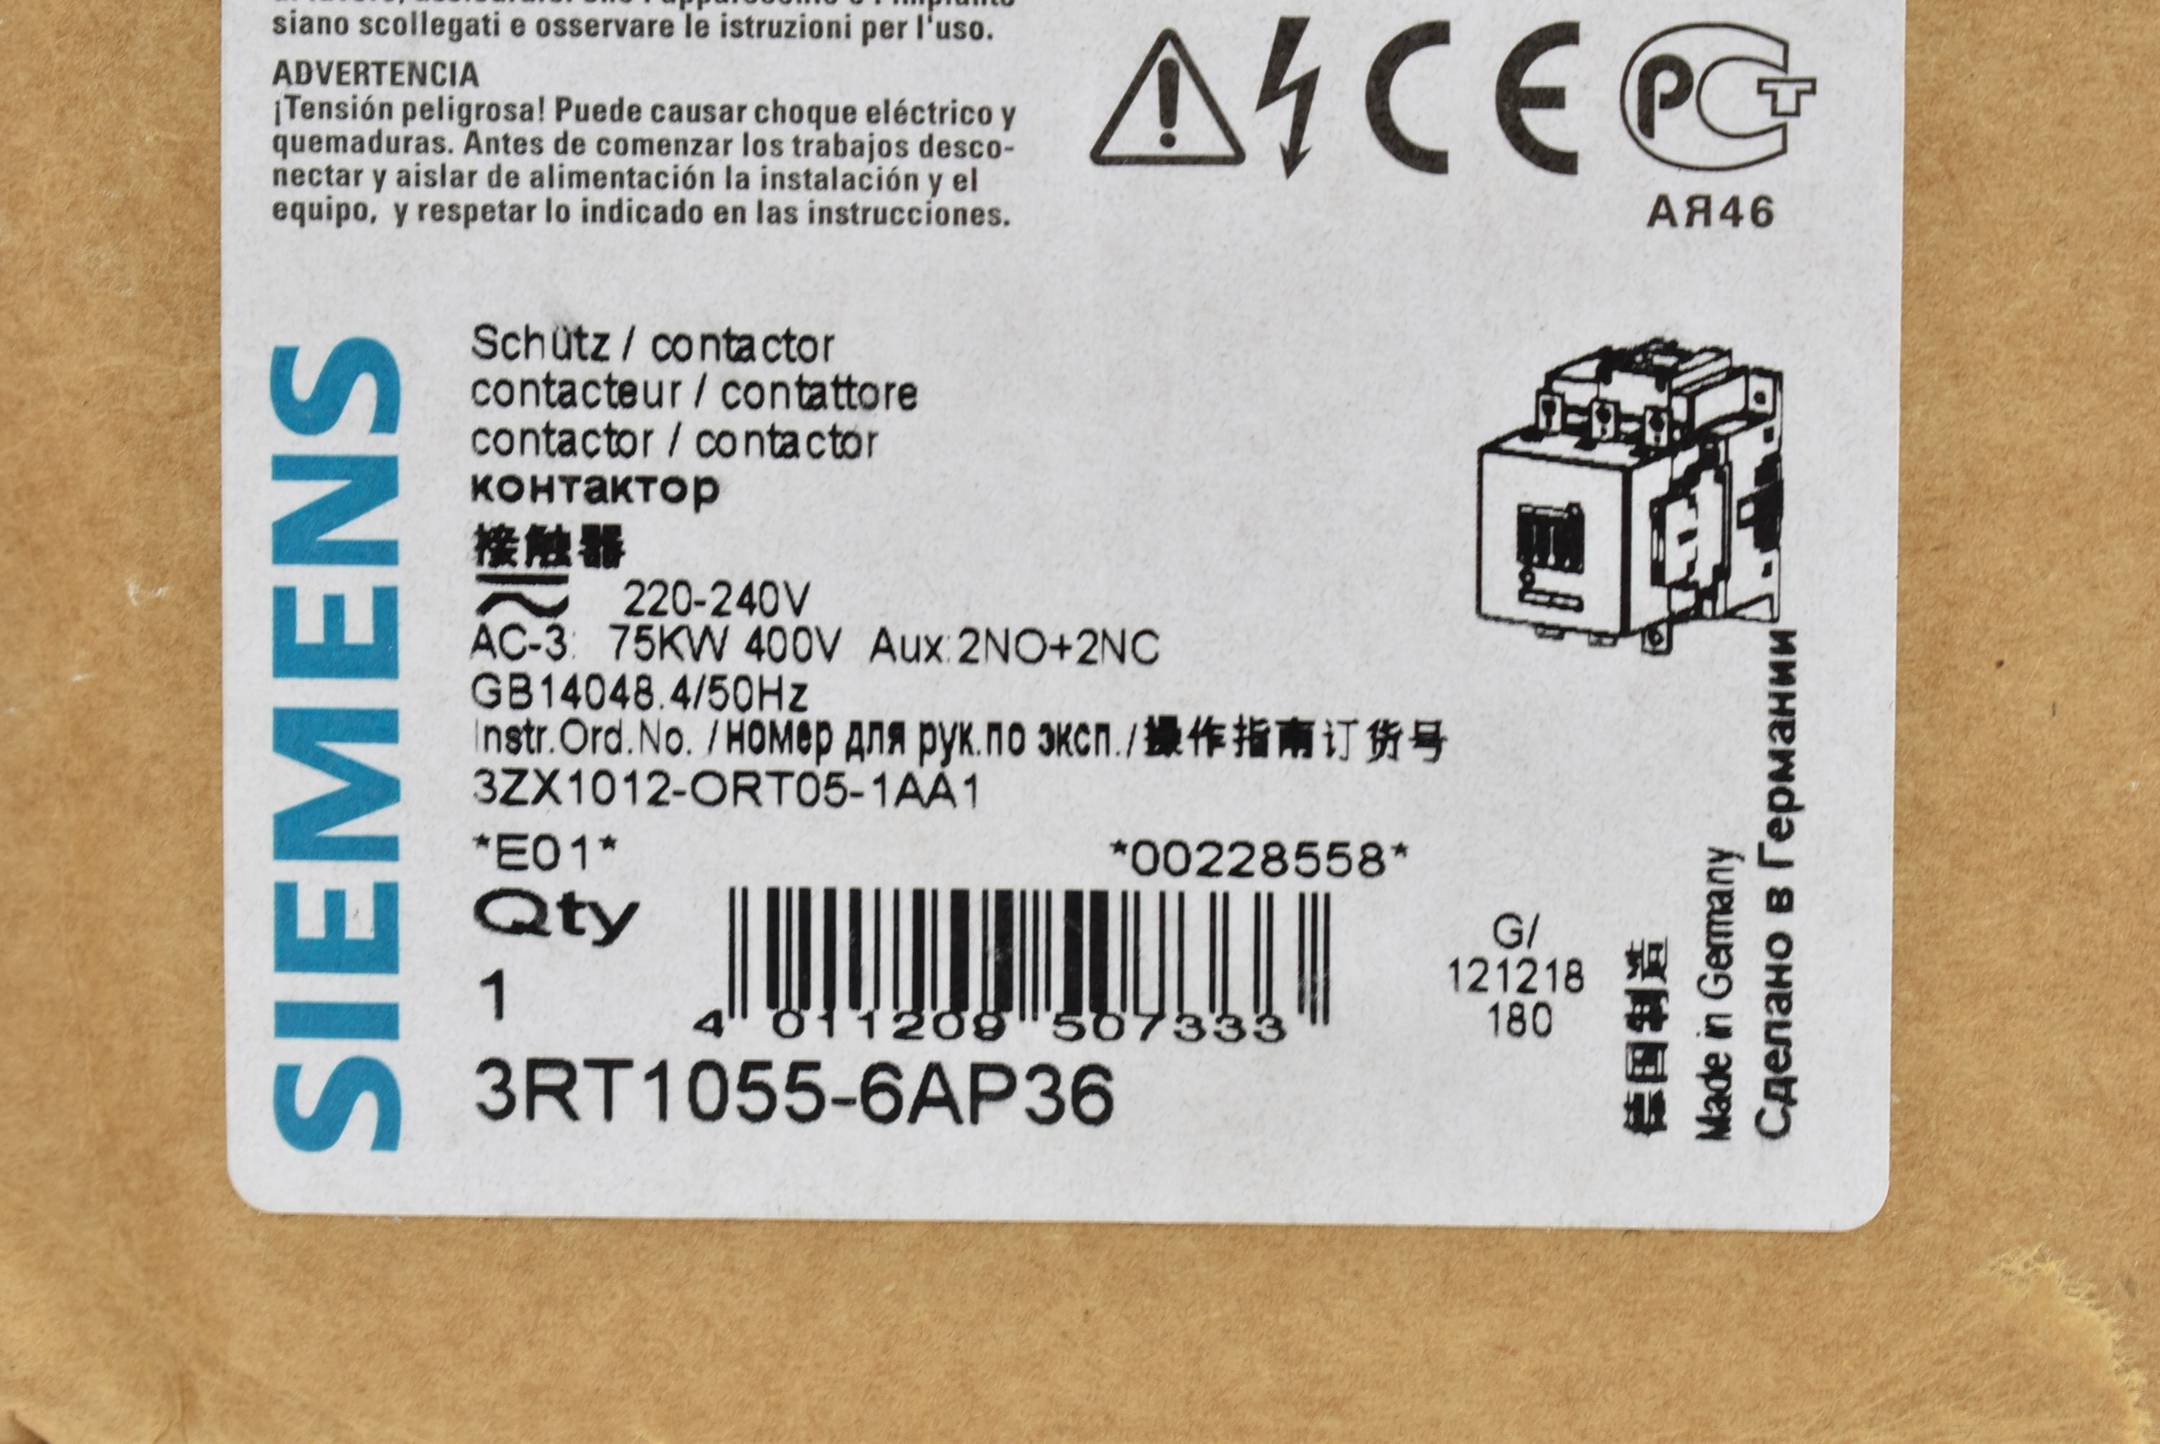 siano scollegati e osservare le istruzioni per l'uso.
ADVERTENCIA
¡Tensión peligrosa! Puede causar choque eléctrico y
quemaduras. Antes de comenzar los trabajos desco-
nectar y aislar de alimentación la instalación y el
equipo, y respetar lo indicado en las instrucciones.
CE
РСТ
АЯ46
SIEMENS
Schütz / contactor
contacteur / contattore
contactor / contactor
контактор
接触器
220-240V
AC-3: 75KW 400V Aux:2NO+2NC
GB14048.4/50Hz
Instr.Ord.No. /номер для рук.по эксп./操作指南订货号
3ZX1012-ORT05-1AA1
*E01* *00228558*
Qty
1
4 011209 507333
3RT1055-6AP36
G/
121218
180
德国制造
Made in Germany
Сделано в Германии